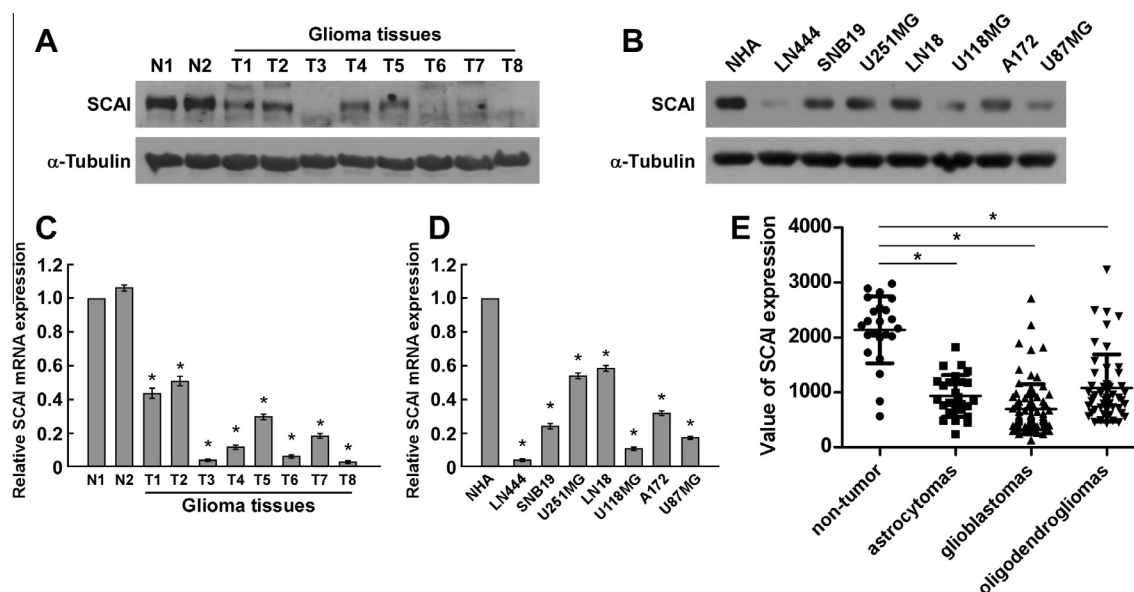 A
Glioma tissues
N1 N2 T1 T2 T3 T4 T5 T6 T7 T8
SCAI
α-Tubulin
B
NHA LN444 SNB19 U251MG LN18 U118MG A172 U87MG
SCAI
α-Tubulin
C
Relative SCAI mRNA expression
1.2
1.0
0.8
0.6
0.4
0.2
0
* * * * * * * *
N1 N2 T1 T2 T3 T4 T5 T6 T7 T8
Glioma tissues
D
Relative SCAI mRNA expression
1.2
1.0
0.8
0.6
0.4
0.2
0
* * * * * * *
NHA LN444 SNB19 U251MG LN18 U118MG A172 U87MG
E
Value of SCAI expression
4000
3000
2000
1000
0
*
*
*
non-tumor astrocytomas glioblastomas oligodendrogliomas